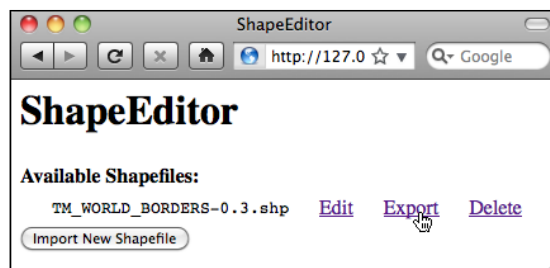 ShapeEditor
http://127.0
Google
ShapeEditor
Available Shapefiles:
TM_WORLD_BORDERS-0.3.shp Edit Export Delete
Import New Shapefile